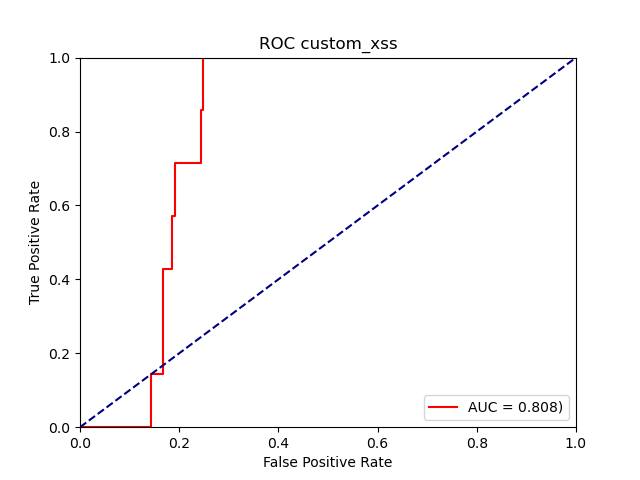 ROC custom_xss
1.0
0.8
0.6
0.4
0.2
0.0
True Positive Rate
AUC = 0.808)
0.0 0.2 0.4 0.6 0.8 1.0
False Positive Rate